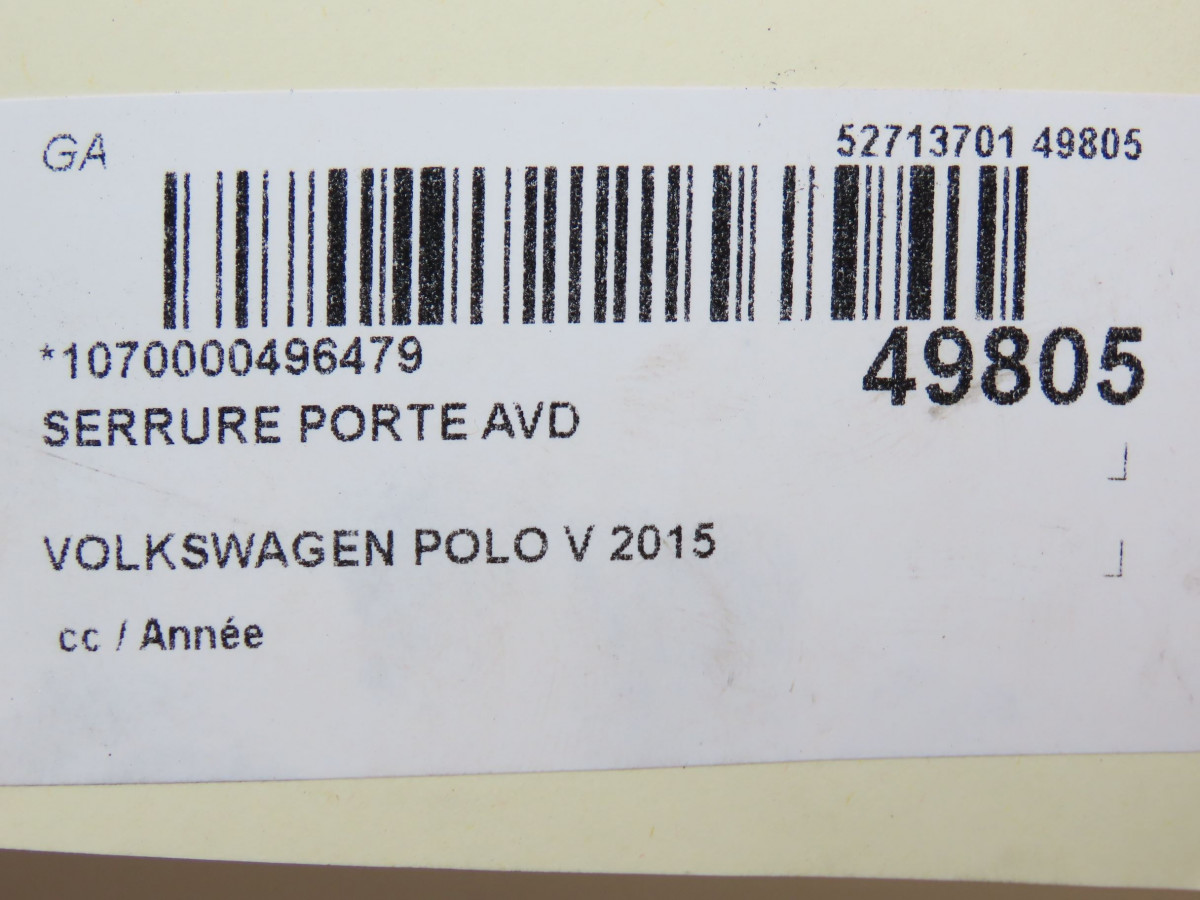 GA
52713701 49805
*1070000496479
49805
SERRURE PORTE AVD
VOLKSWAGEN POLO V 2015
cc / Année